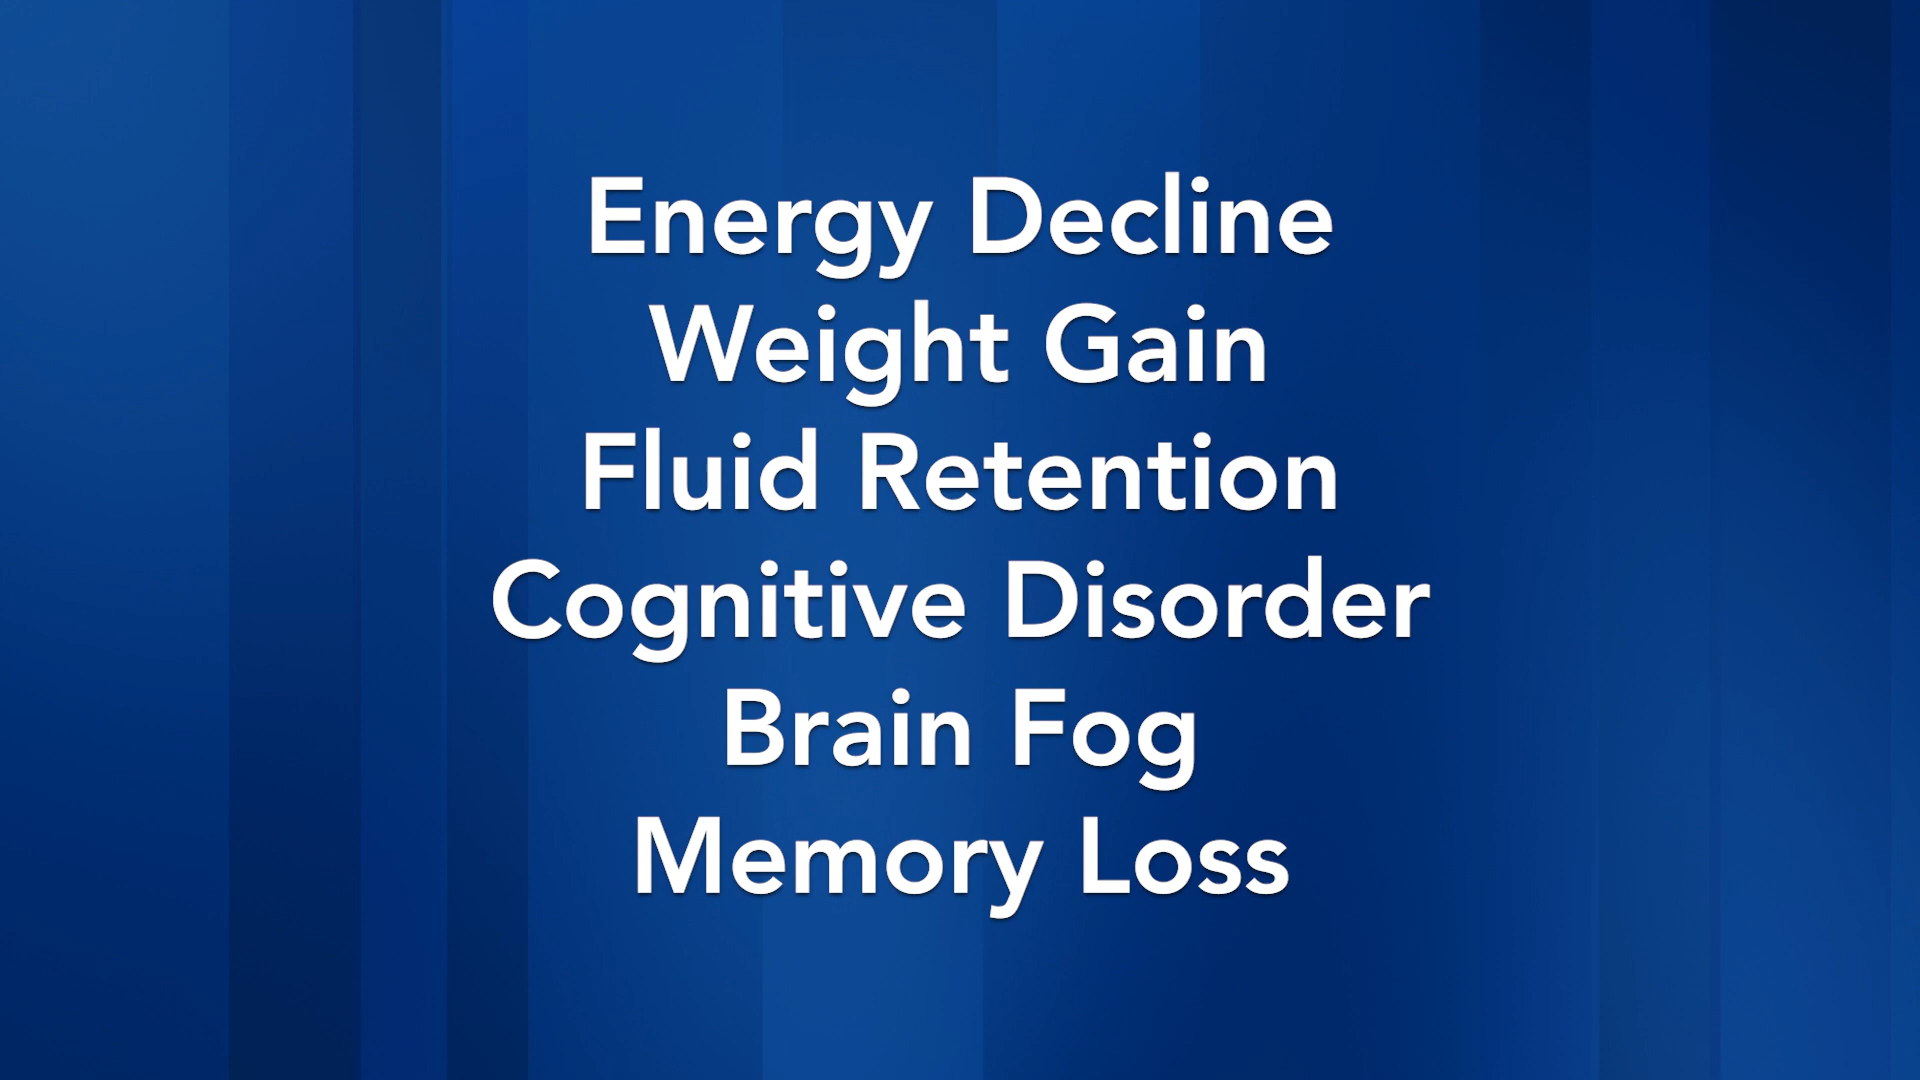 Energy Decline
Weight Gain
Fluid Retention
Cognitive Disorder
Brain Fog
Memory Loss